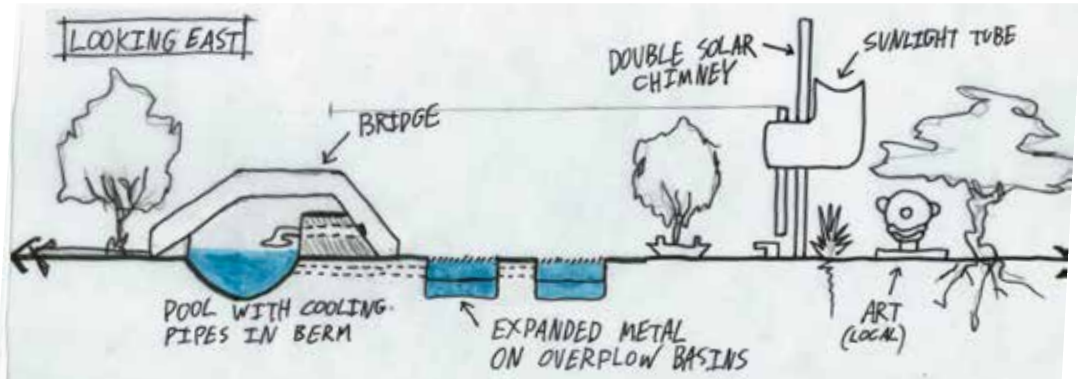 LOOKING EAST
BRIDGE
DOUBLE SOLAR
CHIMNEY
SUNLIGHT TUBE
POOL WITH COOLING
PIPES IN BERM
EXPANDED METAL
ON OVERFLOW BASINS
ART
(LOCAL)